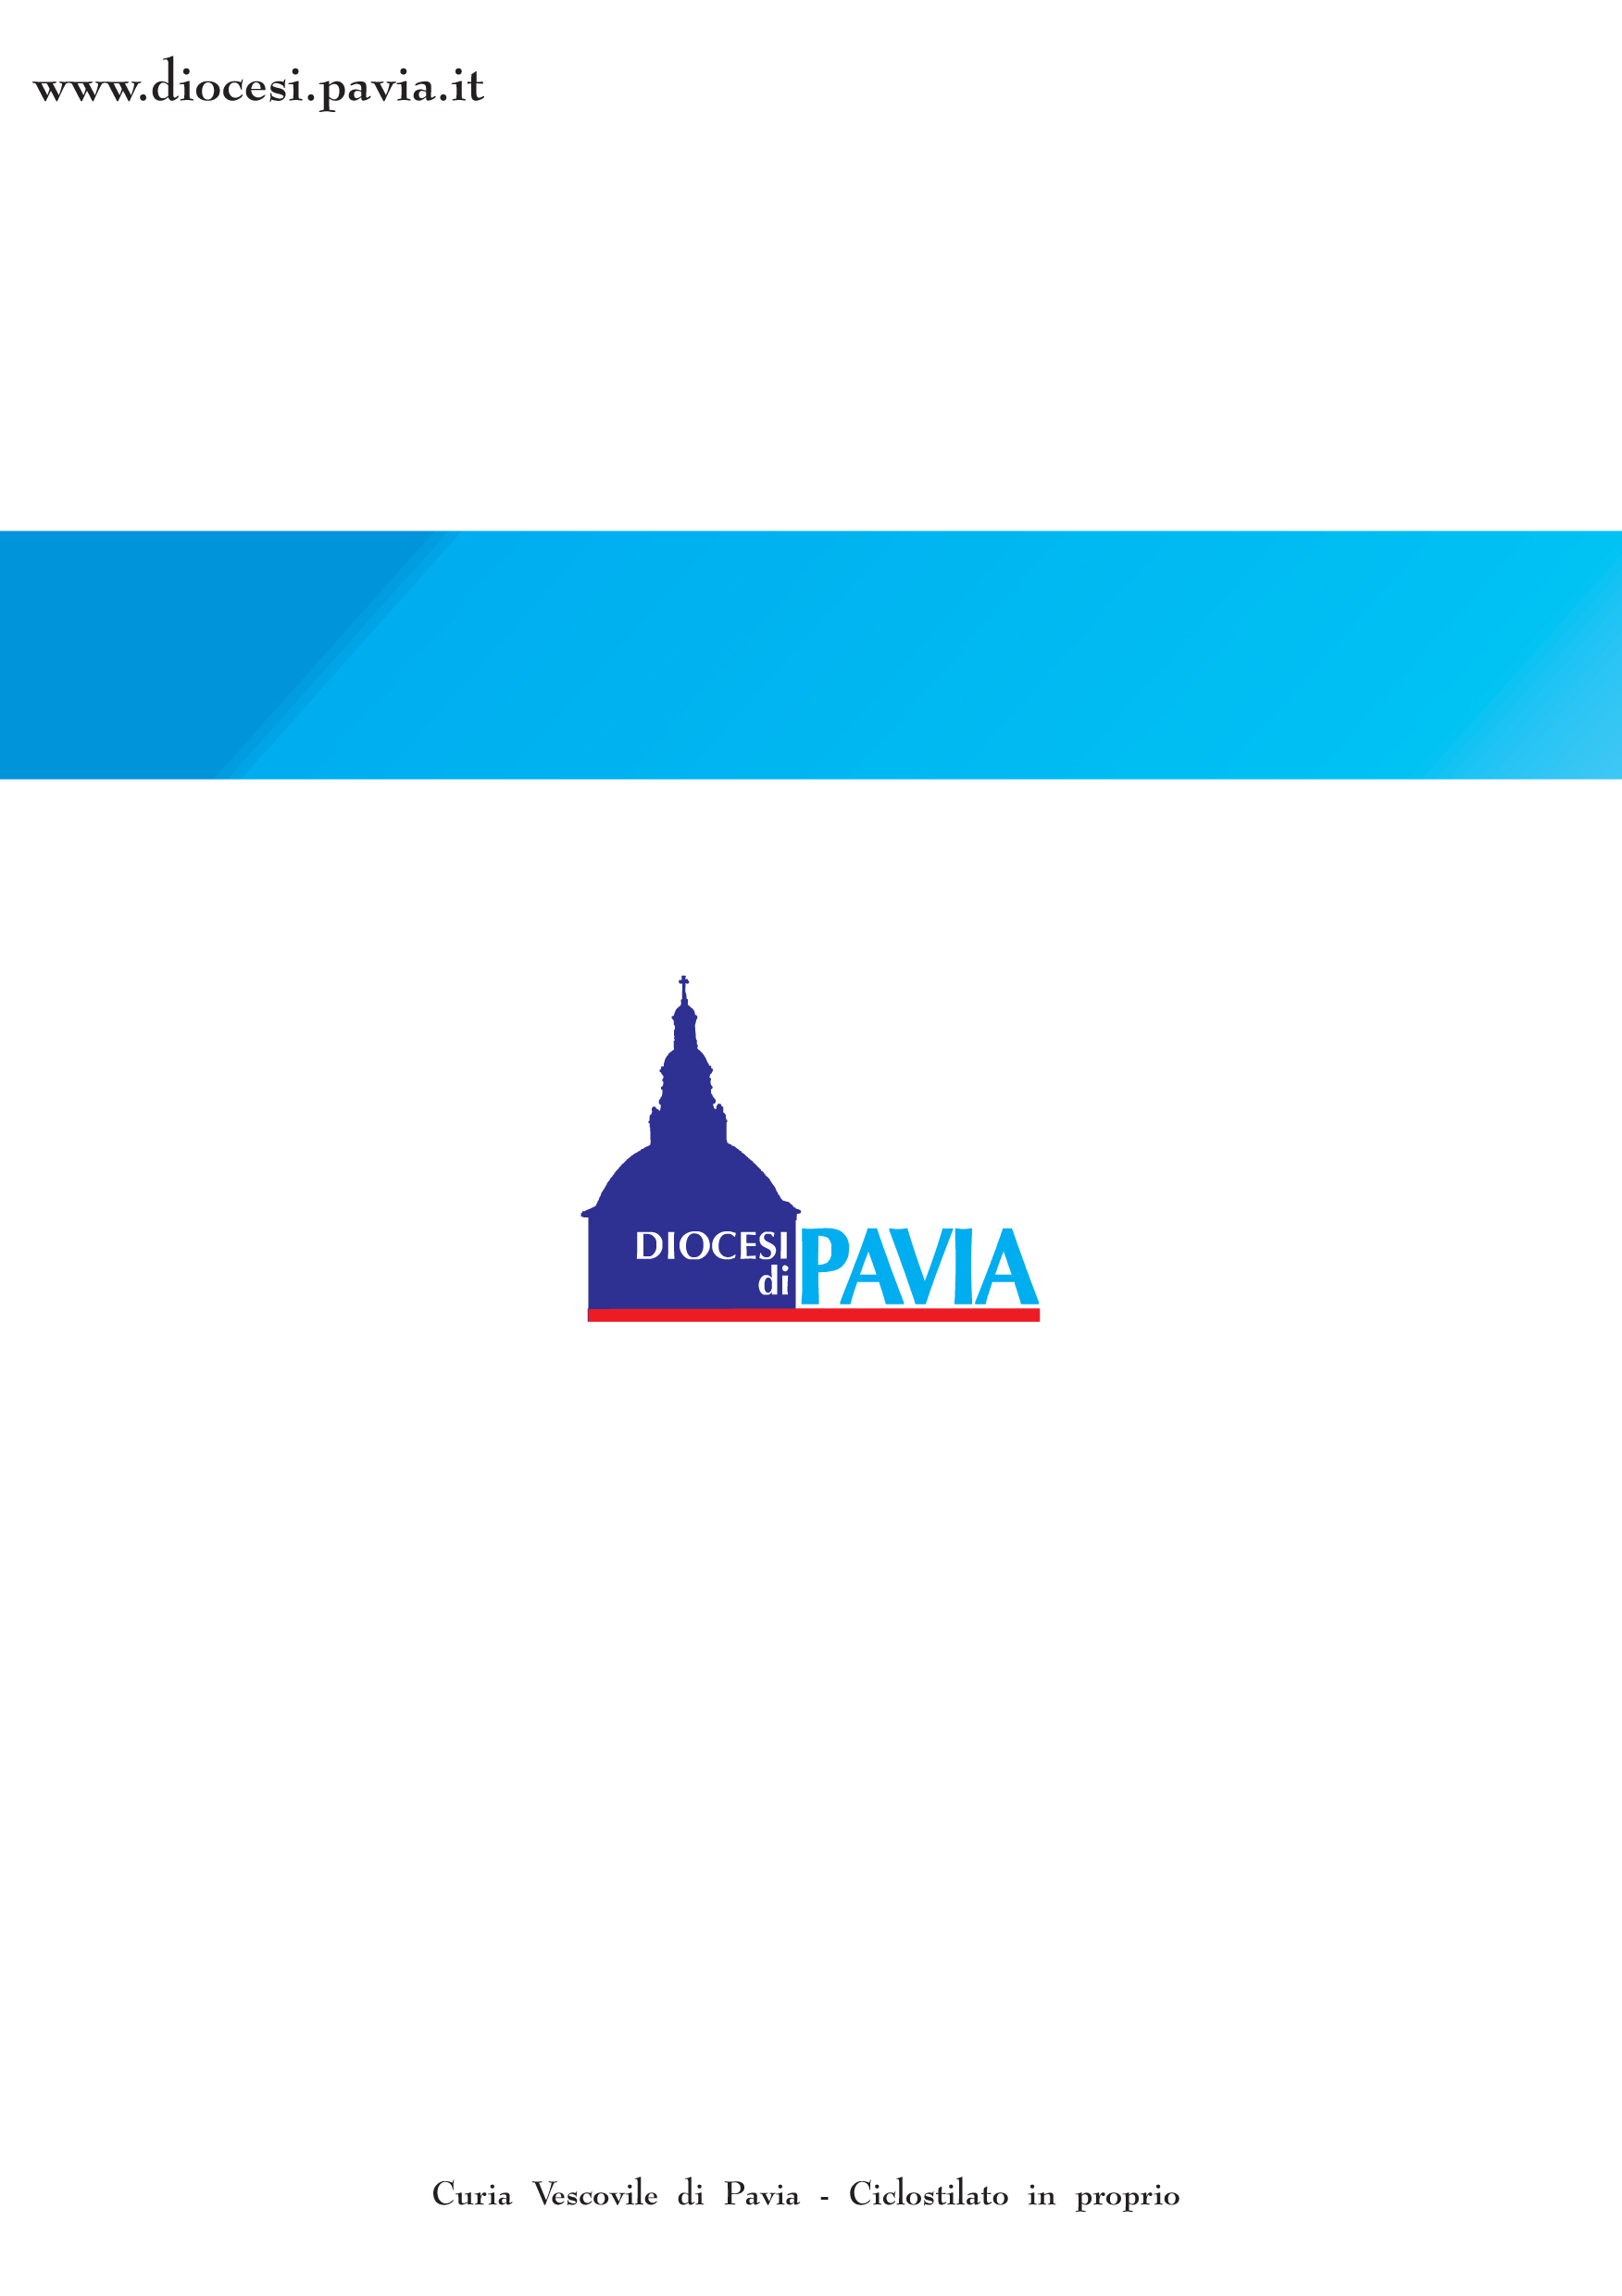 www.diocesi.pavia.it
DIOCESI
di PAVIA
Curia Vescovile di Pavia - Ciclostilato in proprio